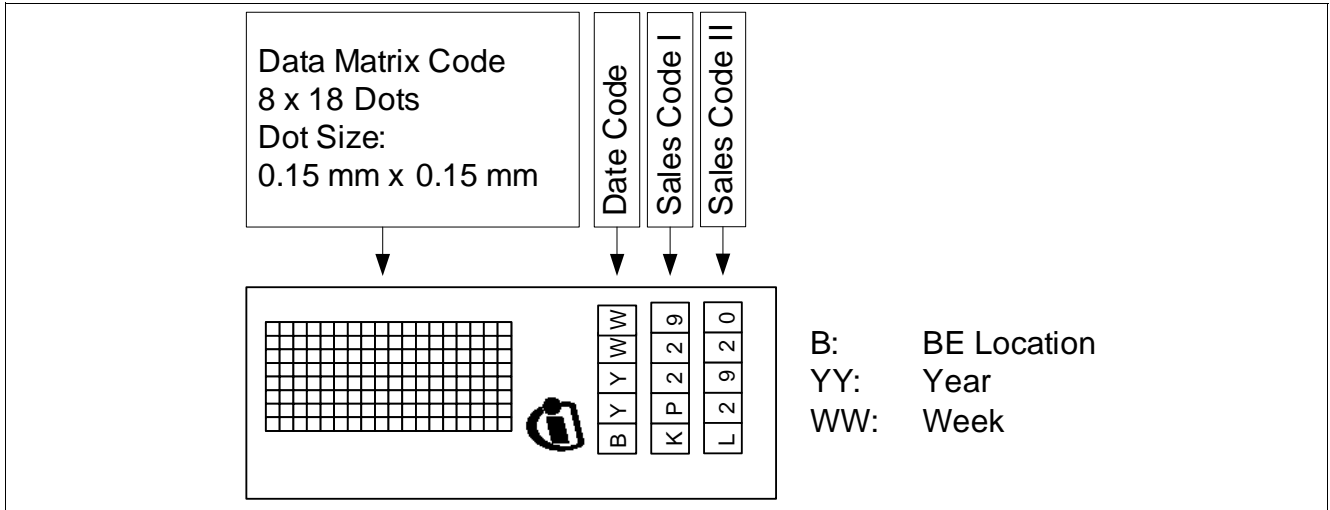 Data Matrix Code
8 x 18 Dots
Dot Size:
0.15 mm x 0.15 mm
Date Code
Sales Code I
Sales Code II
BYYWW
KP229
L2920
B: BE Location
YY: Year
WW: Week